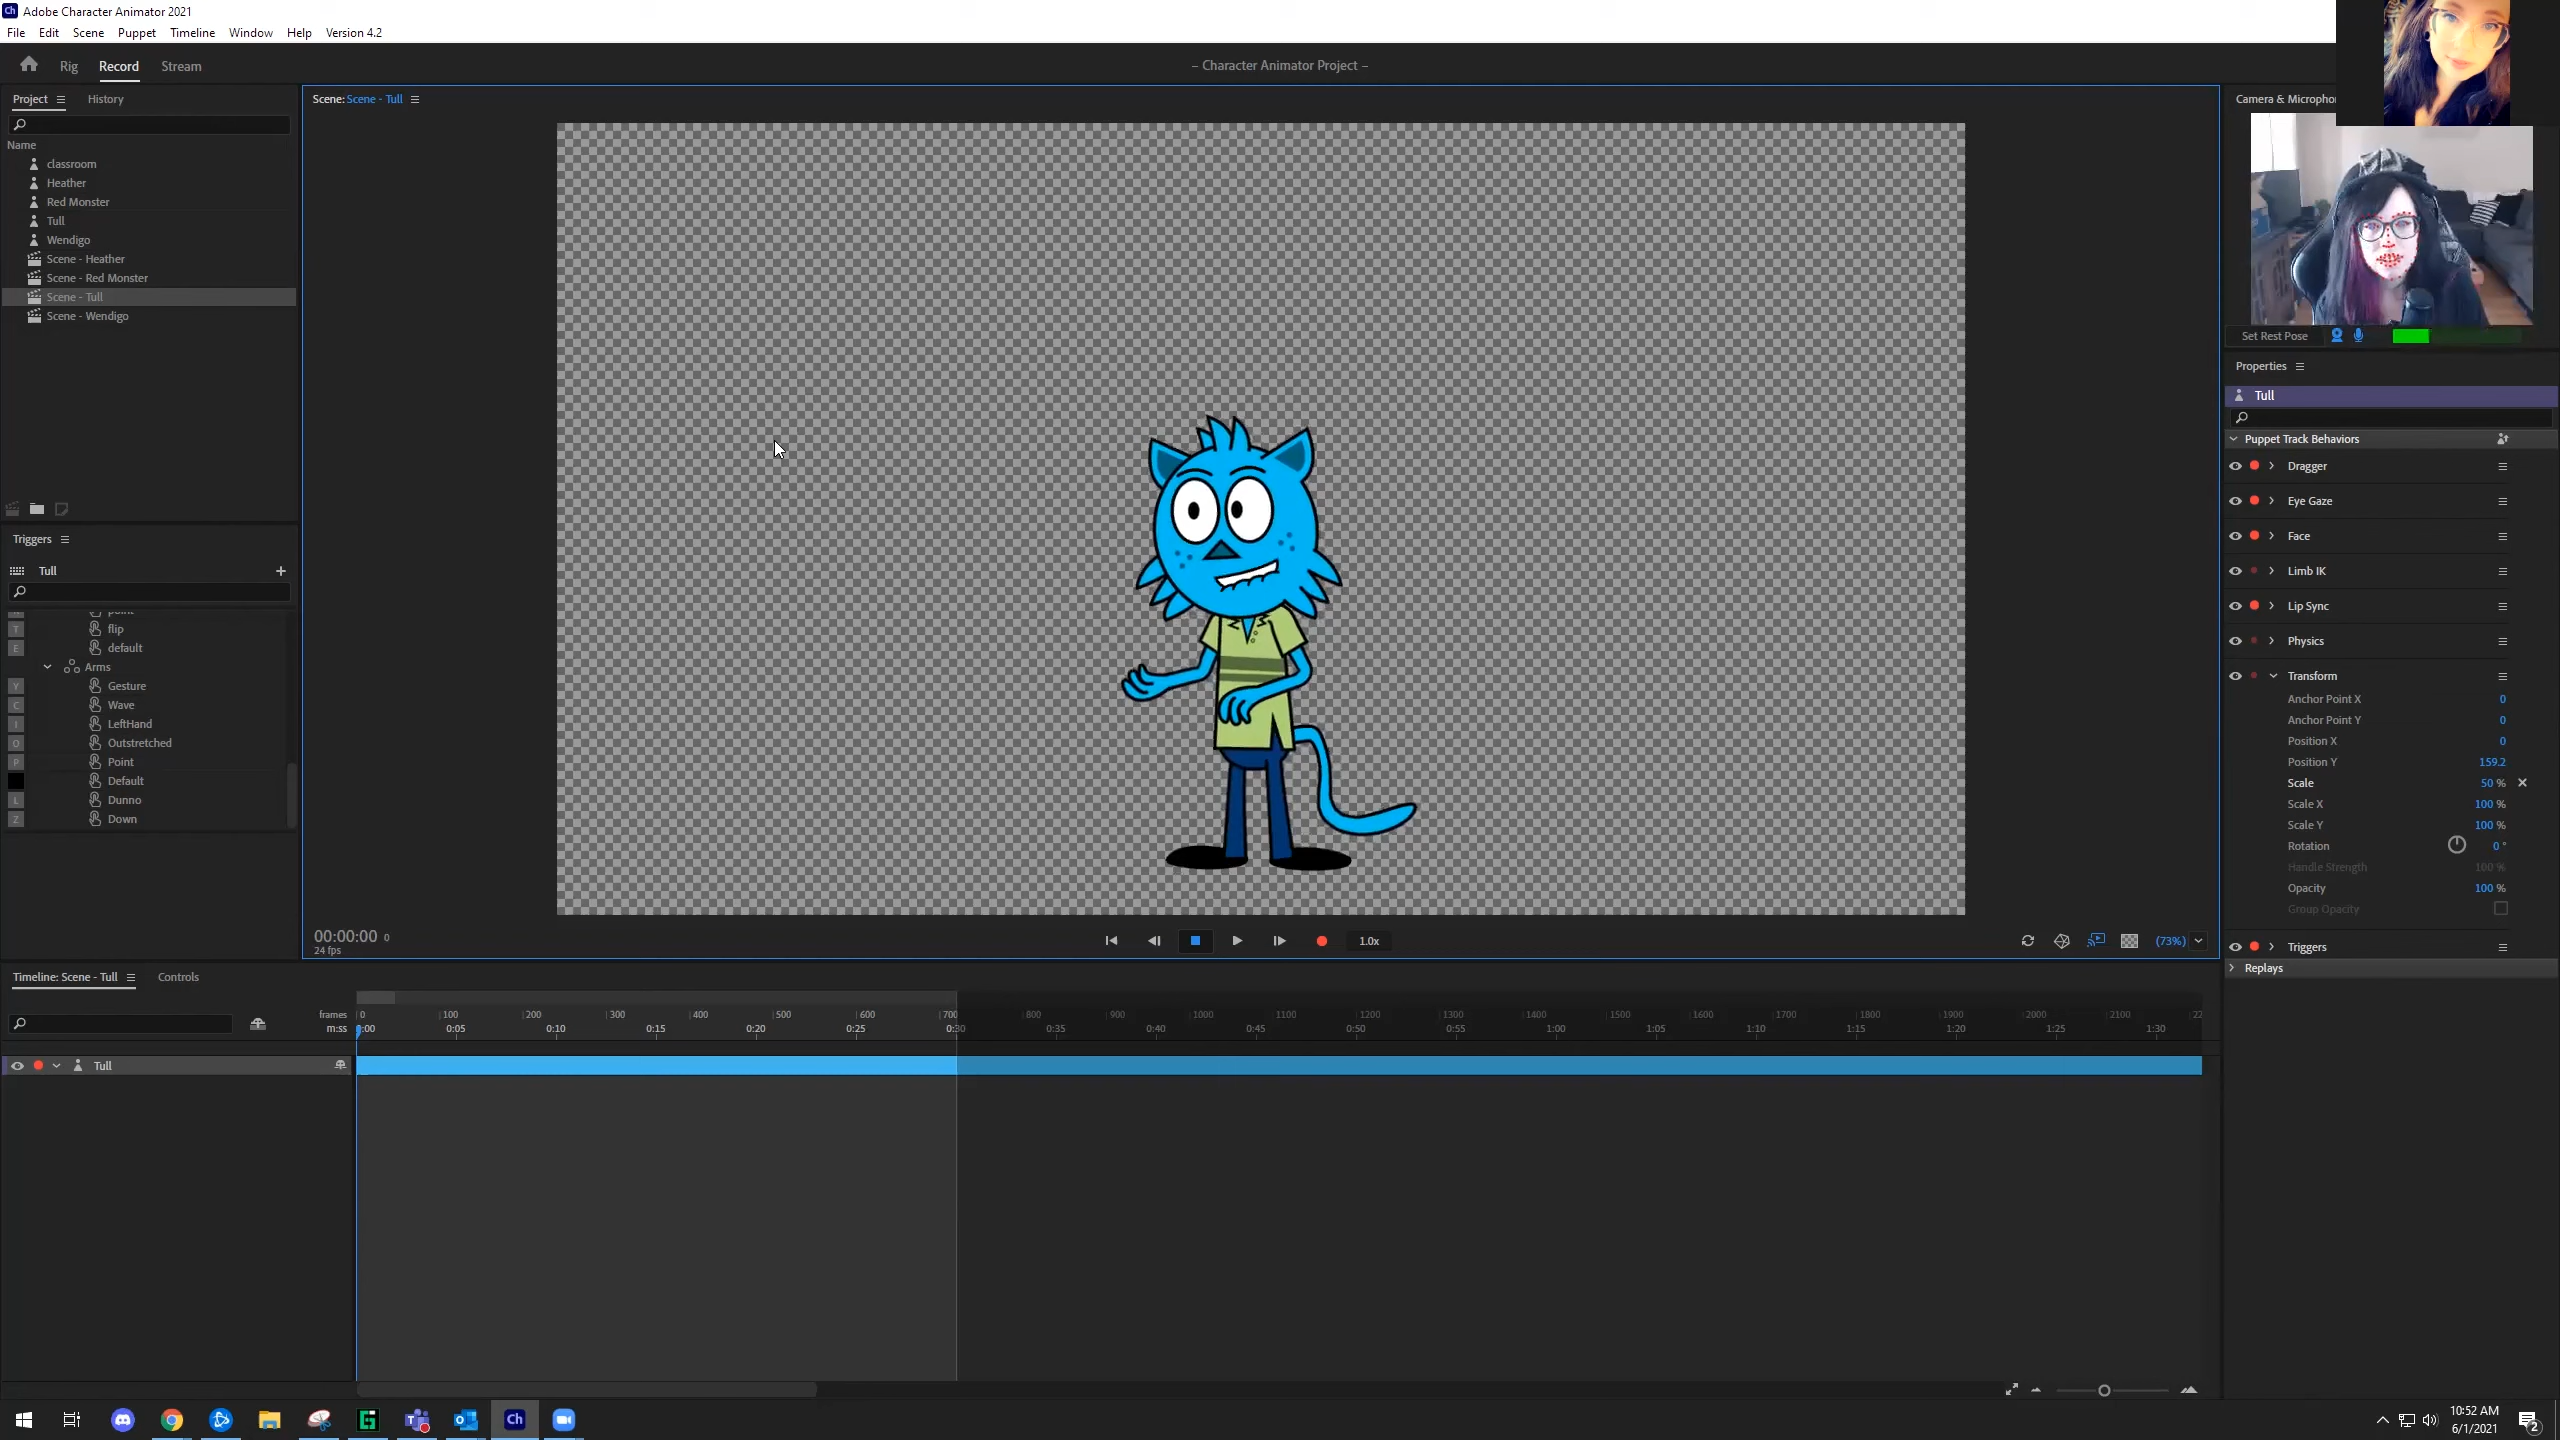 Ch Adobe Character Animator 2021
File Edit Scene Puppet Timeline Window Help Version 4.2
Rig Record Stream
– Character Animator Project –
Project History
Name
classroom
Heather
Red Monster
Tull
Wendigo
Scene - Heather
Scene - Red Monster
Scene - Tull
Scene - Wendigo
Triggers
Tull
T flip
E default
Arms
Y Gesture
C Wave
I LeftHand
O Outstretched
P Point
Default
L Dunno
Z Down
Scene: Scene - Tull
00:00:00 0
24 fps
1.0x
(73%)
Camera & Micropho
Set Rest Pose
Properties
Tull
Puppet Track Behaviors
Dragger
Eye Gaze
Face
Limb IK
Lip Sync
Physics
Transform
Anchor Point X 0
Anchor Point Y 0
Position X 0
Position Y 159.2
Scale 50 %
Scale X 100 %
Scale Y 100 %
Rotation 0 °
Handle Strength 100 %
Opacity 100 %
Group Opacity
Triggers
Replays
Timeline: Scene - Tull Controls
frames 0 100 200 300 400 500 600 700 800 900 1000 1100 1200 1300 1400 1500 1600 1700 1800 1900 2000 2100 22
m:ss 0:00 0:05 0:10 0:15 0:20 0:25 0:30 0:35 0:40 0:45 0:50 0:55 1:00 1:05 1:10 1:15 1:20 1:25 1:30
Tull
Ch
10:52 AM
6/1/2021
2